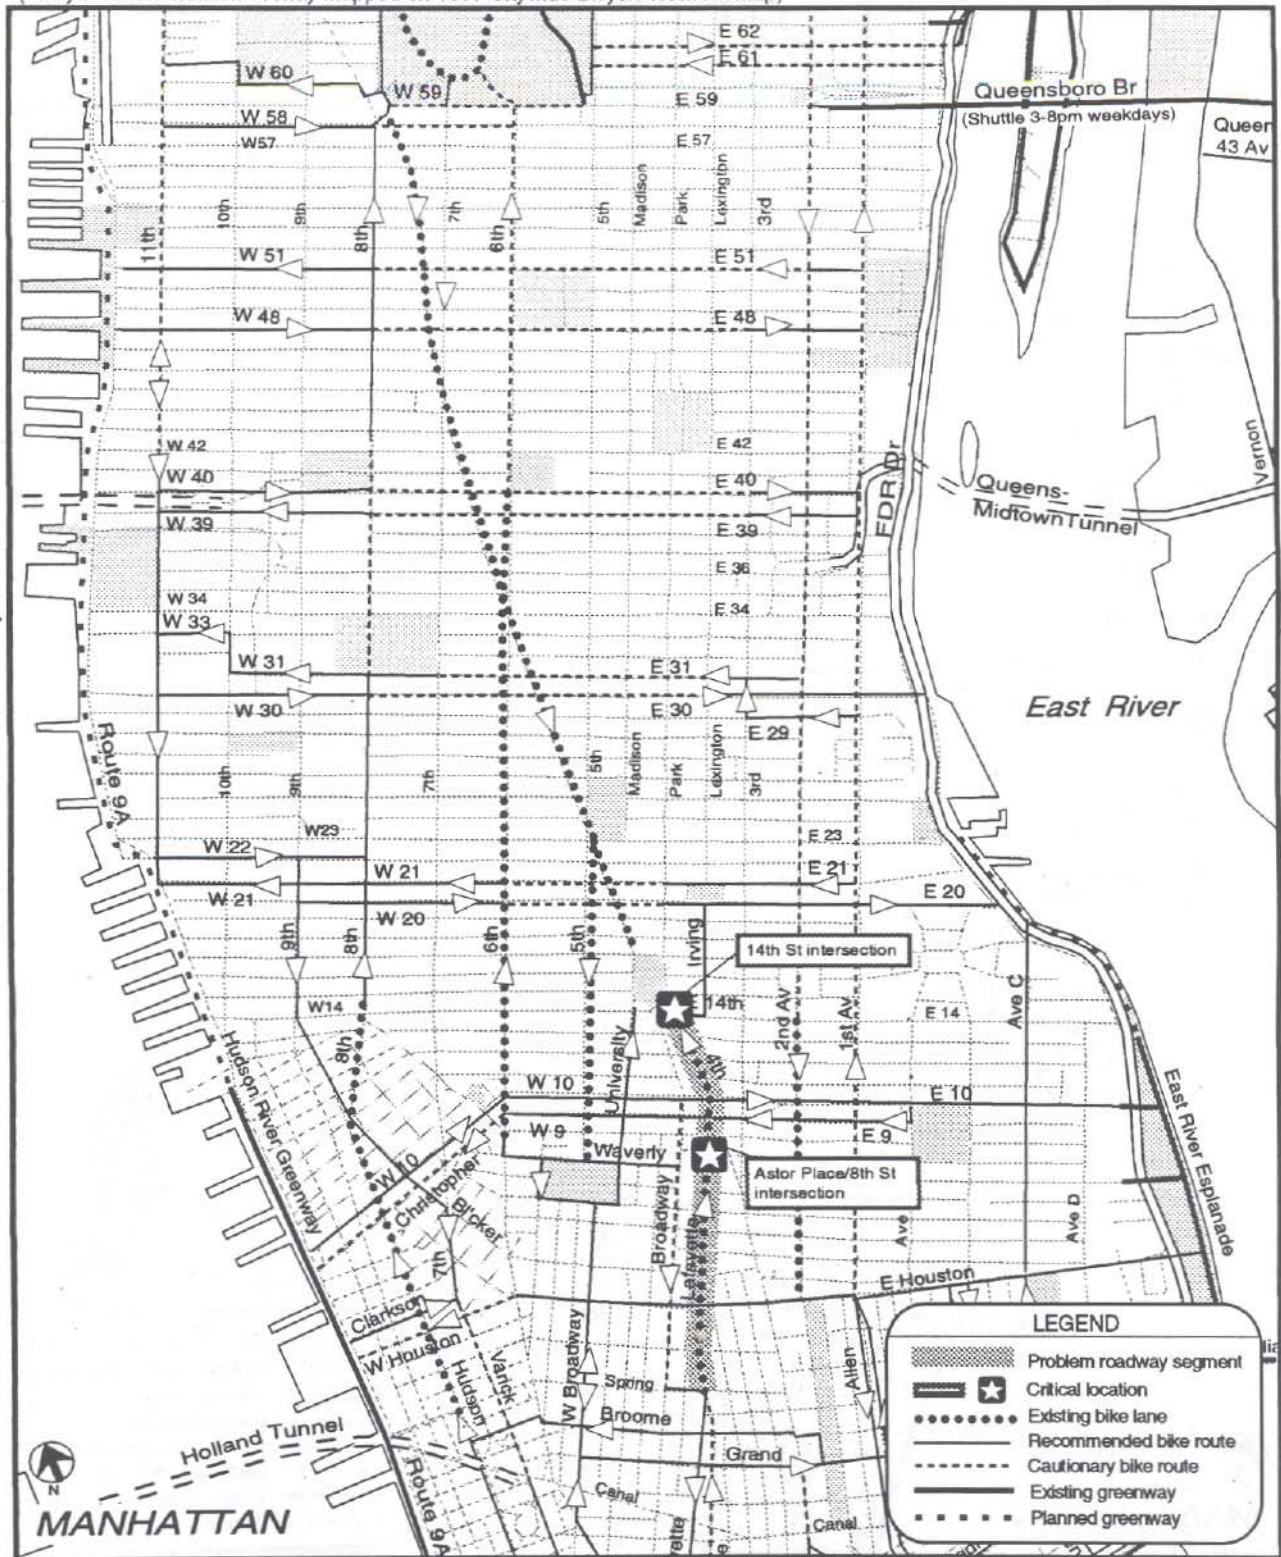 E 62
W 60
E 61
W 59
E 59
Queensboro Br
(Shuttle 3-8pm weekdays)
W 58
W57
E 57
Queen
43 Av
11th
10th
9th
8th
7th
6th
5th
Madison
Park
Lexington
3rd
W 51
E 51
W 48
E 48
W 42
E 42
Vernon
W 40
E 40
FDR Dr
Queens-
Midtown Tunnel
W 39
E 39
E 36
W 34
E 34
W 33
W 31
E 31
W 30
E 30
East River
E 29
Route 9A
10th
9th
7th
5th
Madison
Park
Lexington
3rd
W23
E 23
W 22
W 21
E 21
W 21
E 20
W 20
9th
8th
6th
5th
Irving
14th St intersection
E 14th
2nd Av
1st Av
E 14
Ave C
W14
8th
University
4th
Hudson River Greenway
W 10
E 10
W 9
E 9
Waverly
East River Esplanade
Astor Place/8th St
intersection
W 10
Christopher
Bl'cker
Broadway
Lafayette
Ave
Ave D
7th
E Houston
Clarkson
W Houston
Hudson
Varick
W Broadway
Spring
Allen
Broome
Grand
Holland Tunnel
Route 9A
Canal
Canal
N
MANHATTAN
LEGEND
Problem roadway segment
Critical location
Existing bike lane
Recommended bike route
Cautionary bike route
Existing greenway
Planned greenway